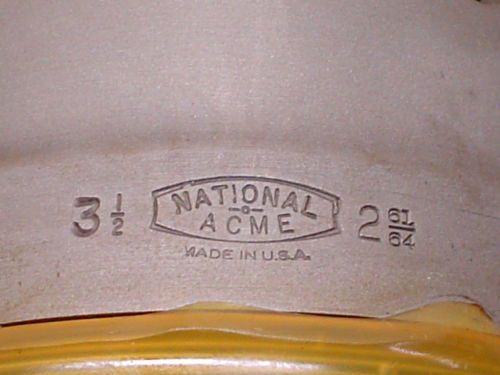 3 1/2 NATIONAL ACME 2 61/64
MADE IN U.S.A.